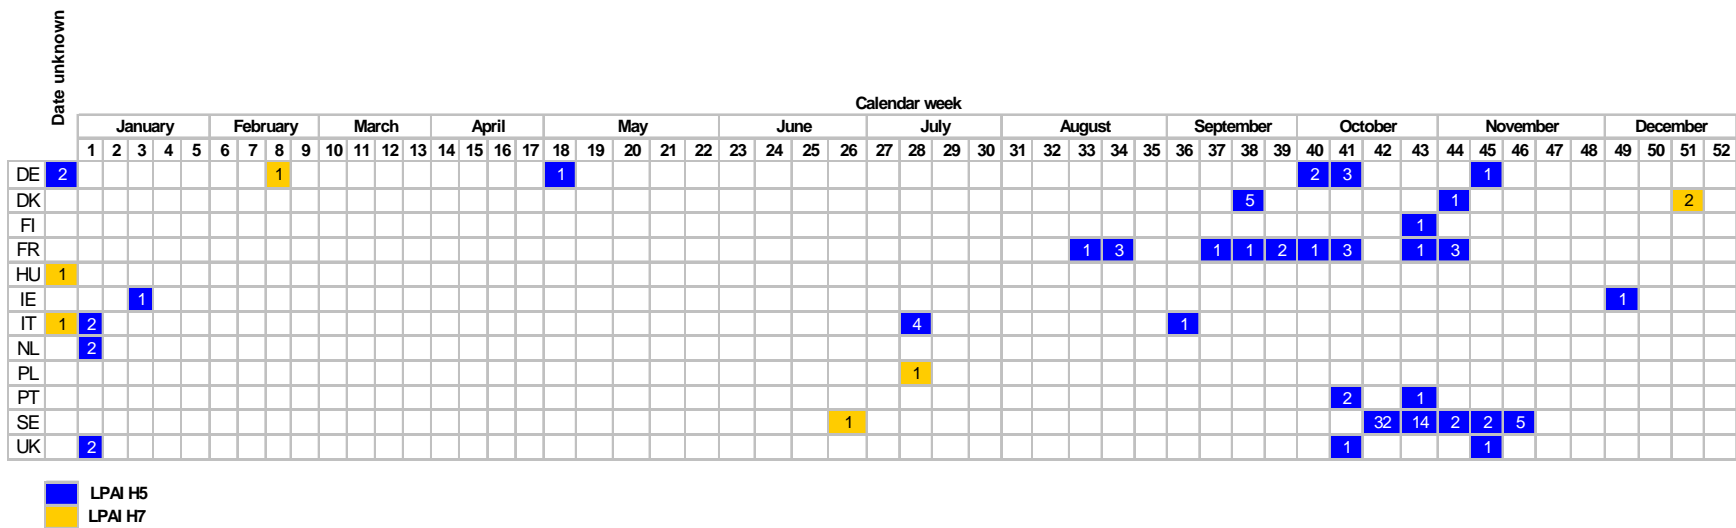 Date unknown
Calendar week
January February March April May June July August September October November December
1 2 3 4 5 6 7 8 9 10 11 12 13 14 15 16 17 18 19 20 21 22 23 24 25 26 27 28 29 30 31 32 33 34 35 36 37 38 39 40 41 42 43 44 45 46 47 48 49 50 51 52
DE 2 1 1 2 3 1
DK 5 1 2
FI 1
FR 1 3 1 1 2 1 3 1 3
HU 1
IE 1 1
IT 1 2 4 1
NL 2
PL 1
PT 2 1
SE 1 32 14 2 2 5
UK 2 1 1
LPAI H5
LPAI H7